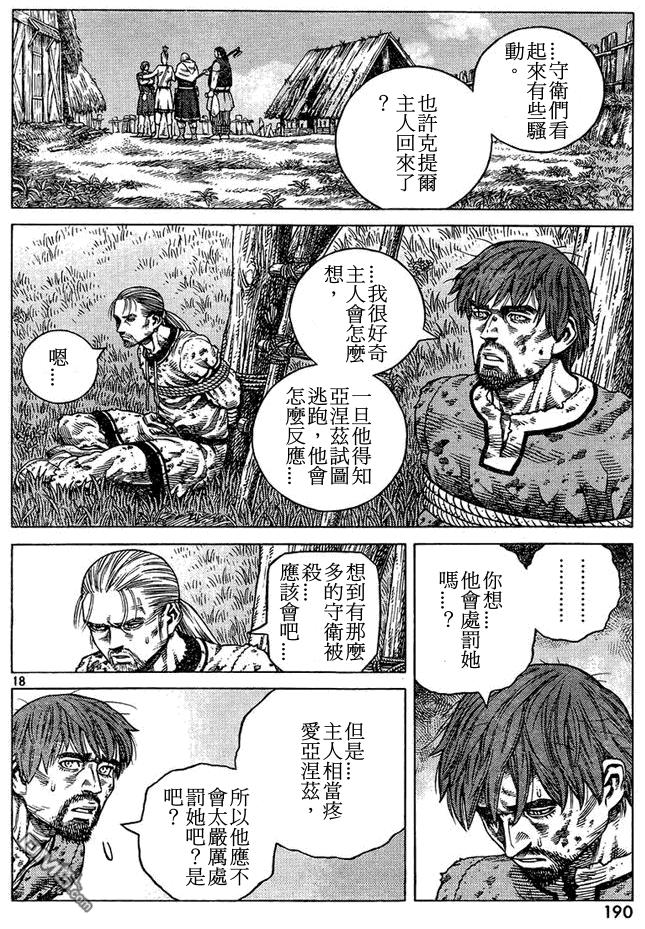 …守衛們看
起來有些騷
動。
也許克提爾
主人回來了
？
…我很好奇
主人會怎麼
想，
一旦他得知
亞涅茲試圖
逃跑，他會
怎麼反應…
嗯
…
………
……
你想…
他會處罰她
嗎…？
想到有那麼
多的守衛被
殺…
應該會吧…
18
但是…
主人相當疼
愛亞涅茲，
所以他應不
會太嚴厲處
罰她吧？是
吧？
190